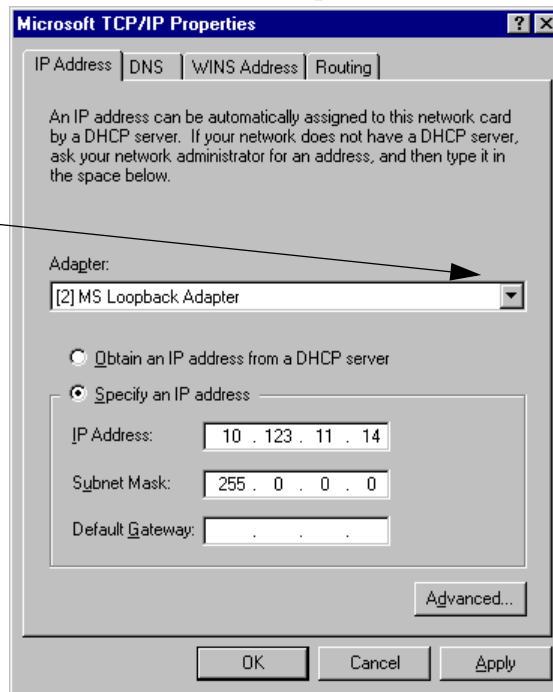 Microsoft TCP/IP Properties
IP Address DNS WINS Address Routing
An IP address can be automatically assigned to this network card
by a DHCP server. If your network does not have a DHCP server,
ask your network administrator for an address, and then type it in
the space below.
Adapter:
[2] MS Loopback Adapter
Obtain an IP address from a DHCP server
Specify an IP address
IP Address: 10 . 123 . 11 . 14
Subnet Mask: 255 . 0 . 0 . 0
Default Gateway: . . .
Advanced...
OK Cancel Apply